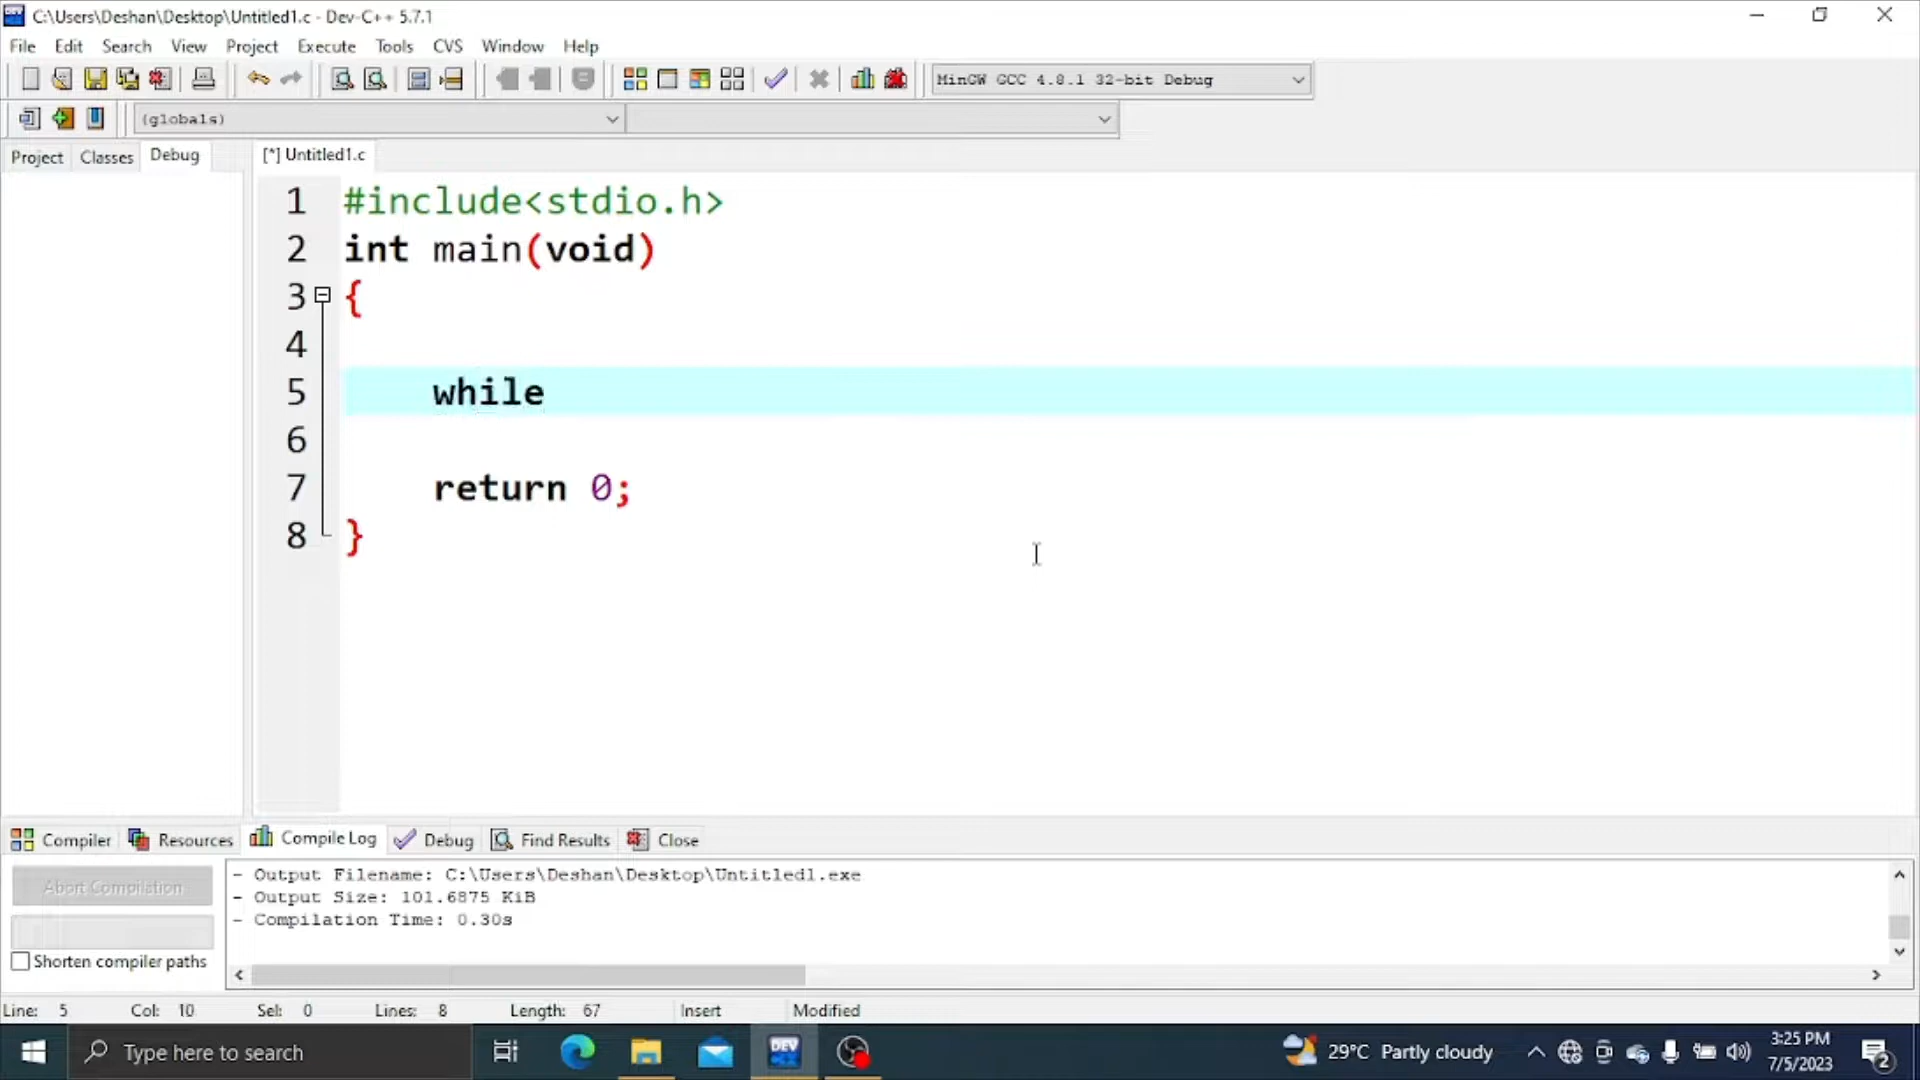 C:\Users\Deshan\Desktop\Untitled1.c - Dev-C++ 5.7.1
File Edit Search View Project Execute Tools CVS Window Help
MinGW GCC 4.8.1 32-bit Debug
(globals)
Project Classes Debug [*] Untitled1.c
1 #include<stdio.h>
2 int main(void)
3 {
4
5 while
6
7 return 0;
8 }
Compiler Resources Compile Log Debug Find Results Close
Abort Compilation
- Output Filename: C:\Users\Deshan\Desktop\Untitled1.exe
- Output Size: 101.6875 KiB
- Compilation Time: 0.30s
Shorten compiler paths
Line: 5 Col: 10 Sel: 0 Lines: 8 Length: 67 Insert Modified
Type here to search
DEV
29°C Partly cloudy
3:25 PM
7/5/2023
2